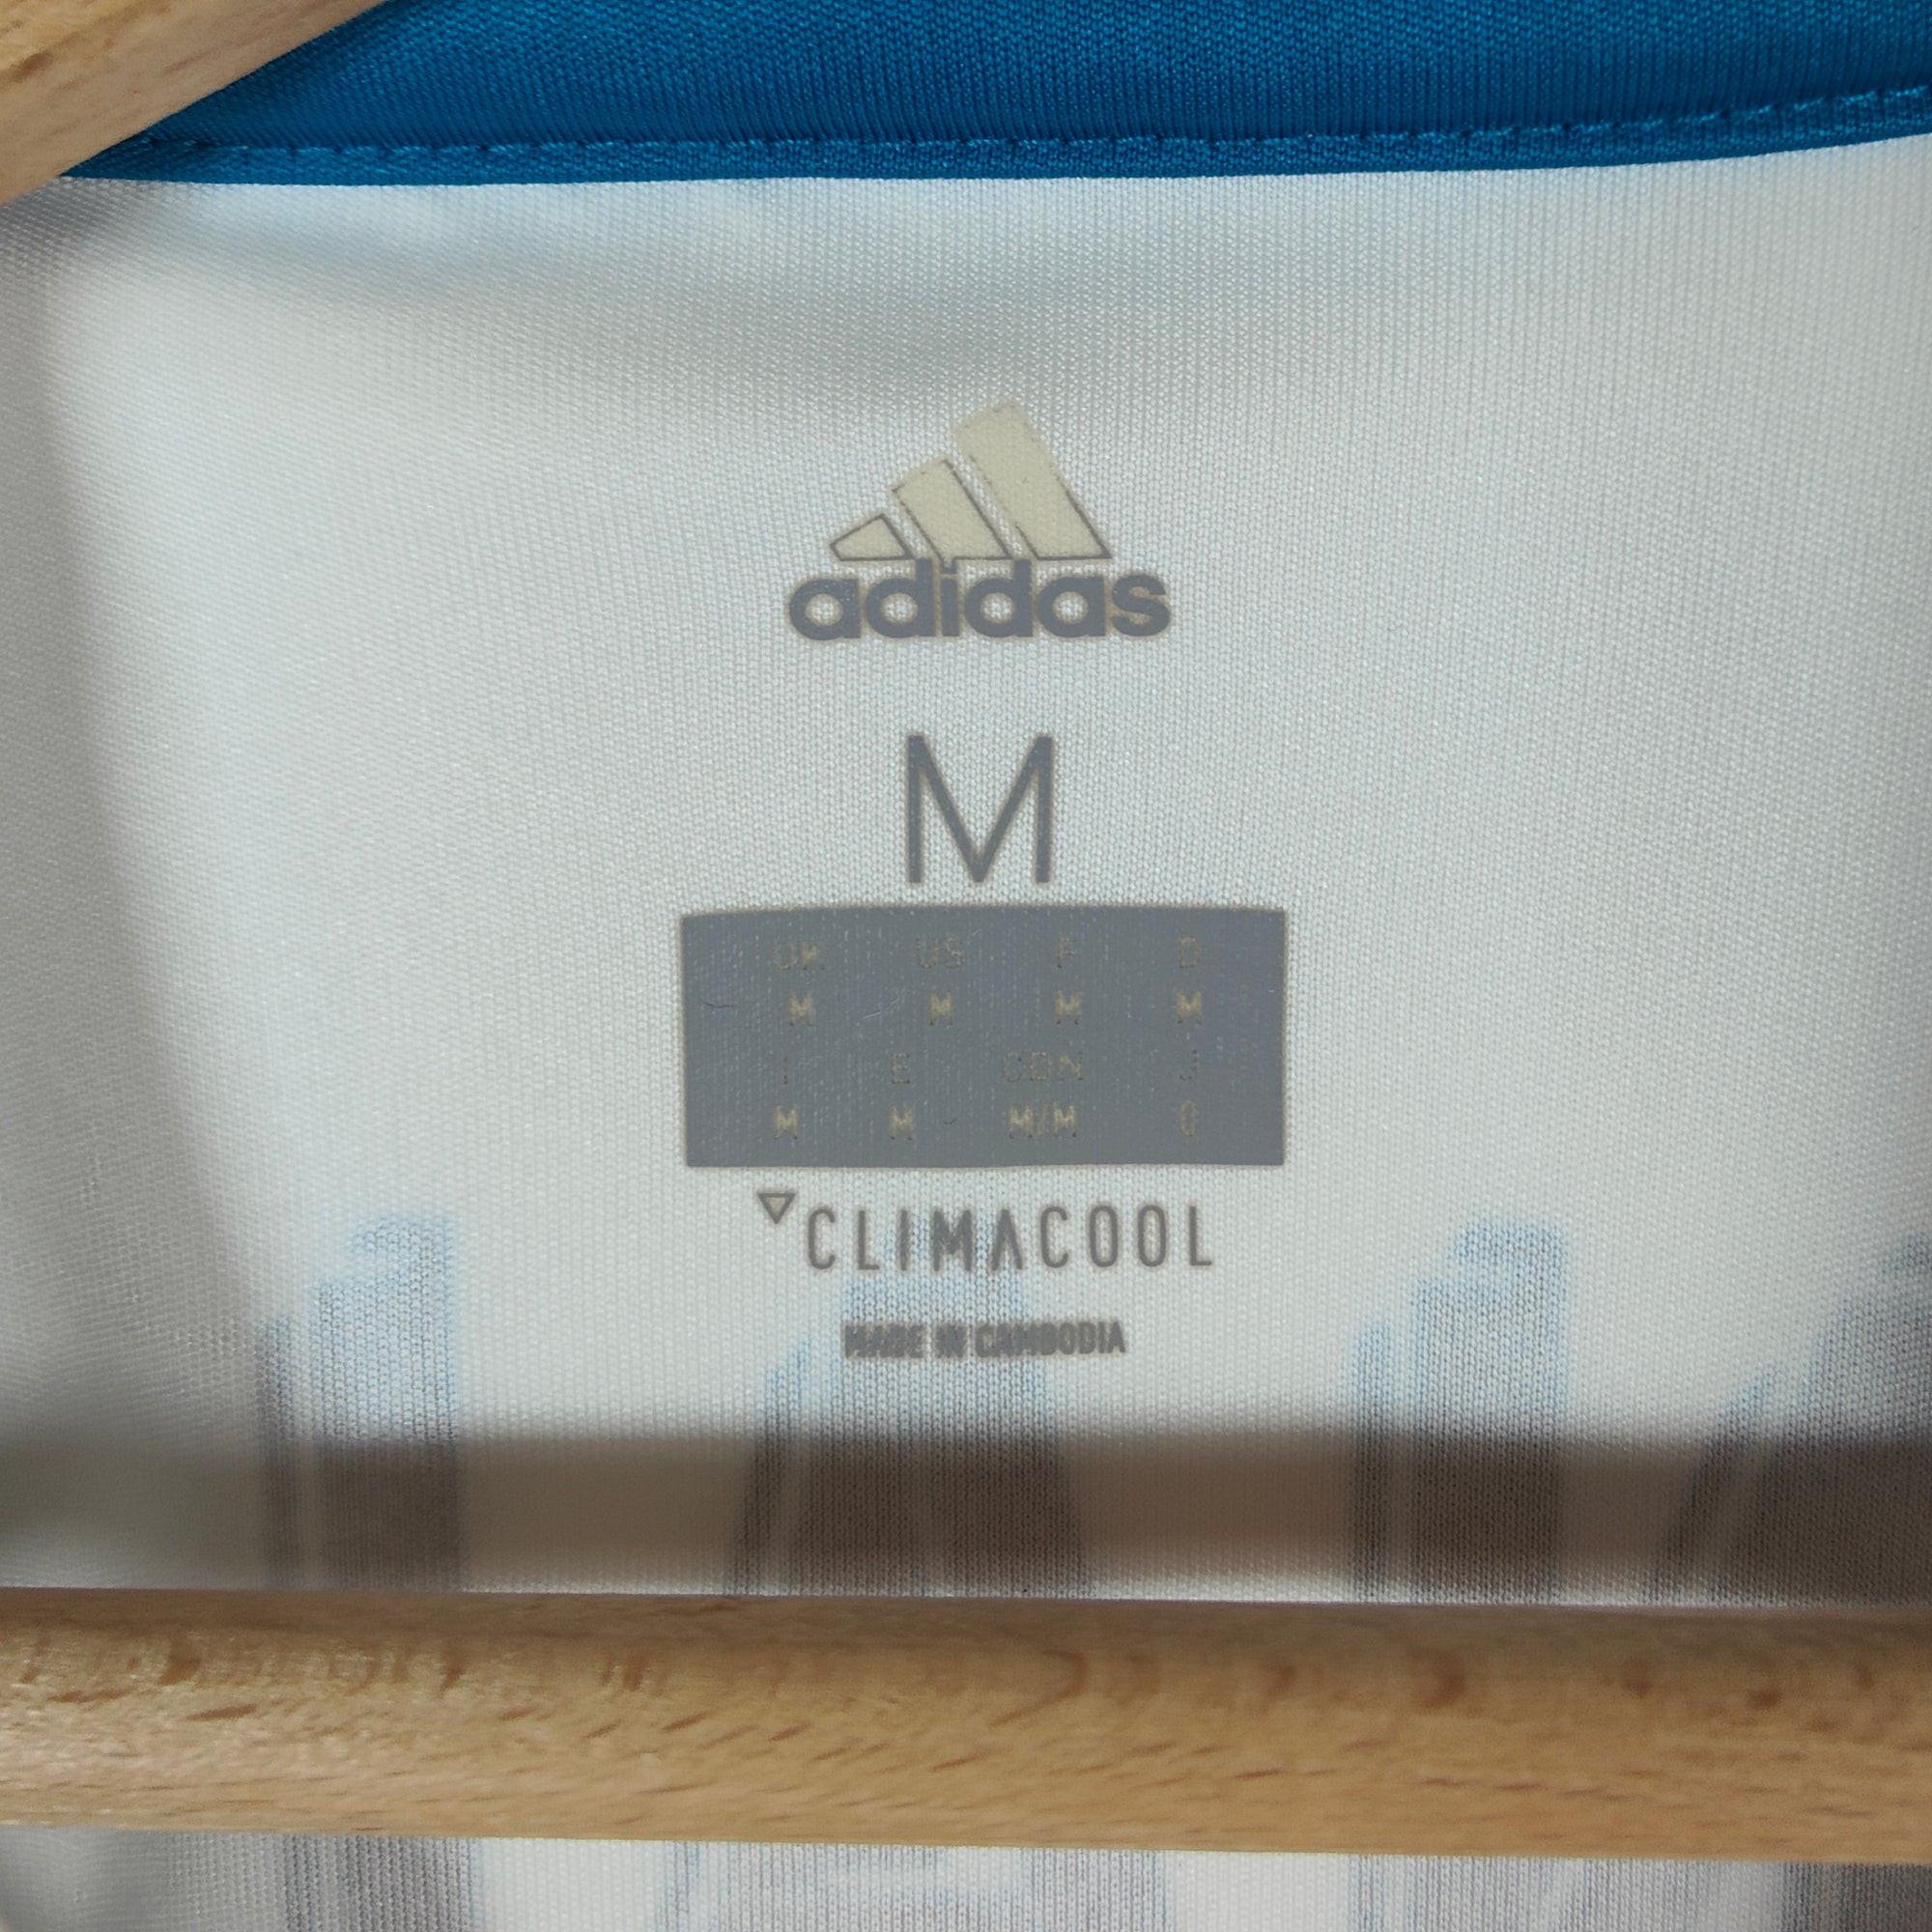 adidas
M
UK US F D
M M M M
I E CDN J
M M M/M O
CLIMACOOL
MADE IN CAMBODIA